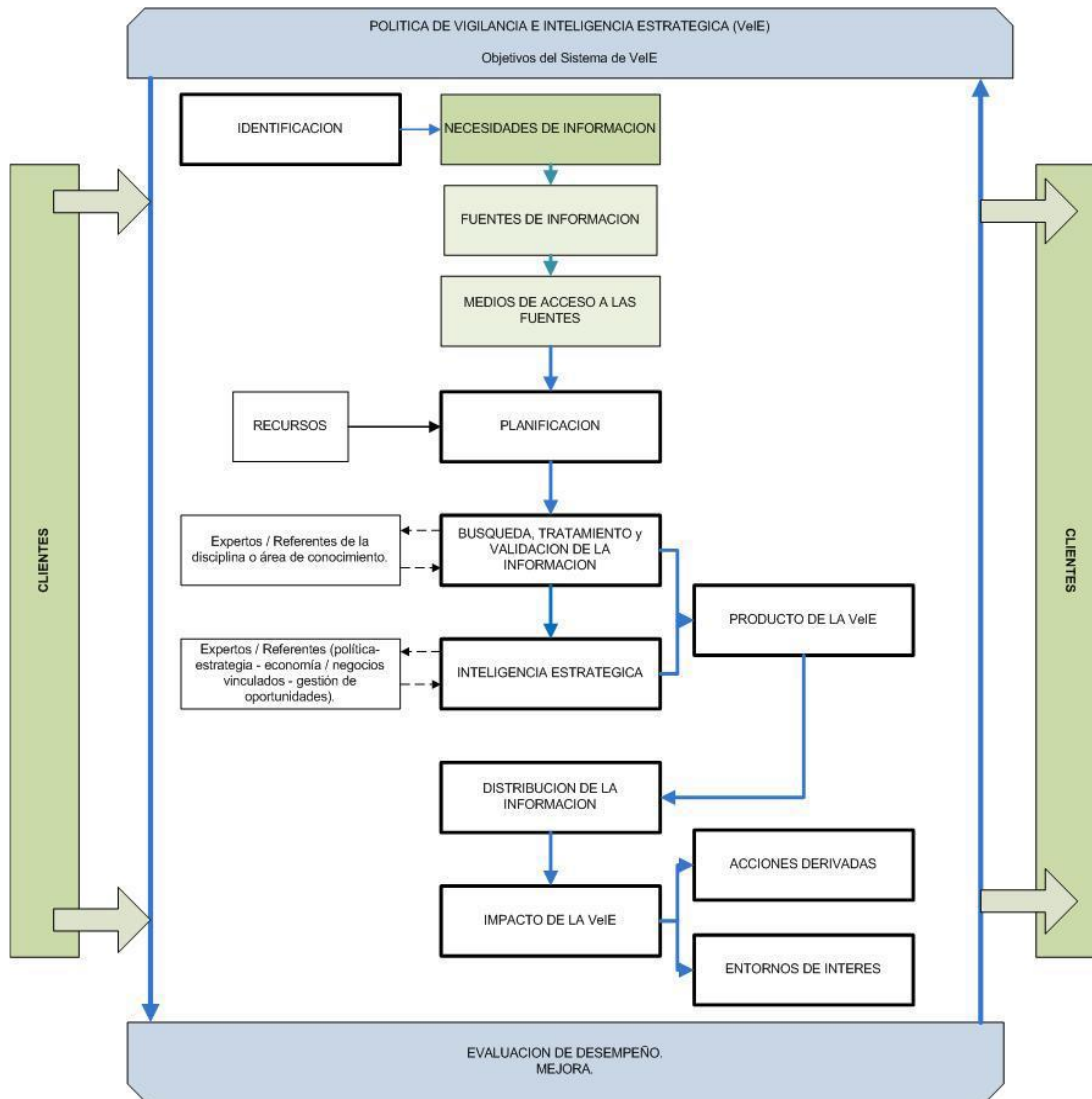 POLITICA DE VIGILANCIA E INTELIGENCIA ESTRATEGICA (VeIE)
Objetivos del Sistema de VeIE
IDENTIFICACION
NECESIDADES DE INFORMACION
FUENTES DE INFORMACION
MEDIOS DE ACCESO A LAS
FUENTES
RECURSOS
PLANIFICACION
CLIENTES
CLIENTES
Expertos / Referentes de la
disciplina o área de conocimiento.
BUSQUEDA, TRATAMIENTO y
VALIDACION DE LA
INFORMACION
PRODUCTO DE LA VeIE
Expertos / Referentes (política-
estrategia - economía / negocios
vinculados - gestión de
oportunidades).
INTELIGENCIA ESTRATEGICA
DISTRIBUCION DE LA
INFORMACION
ACCIONES DERIVADAS
IMPACTO DE LA VeIE
ENTORNOS DE INTERES
EVALUACION DE DESEMPEÑO.
MEJORA.